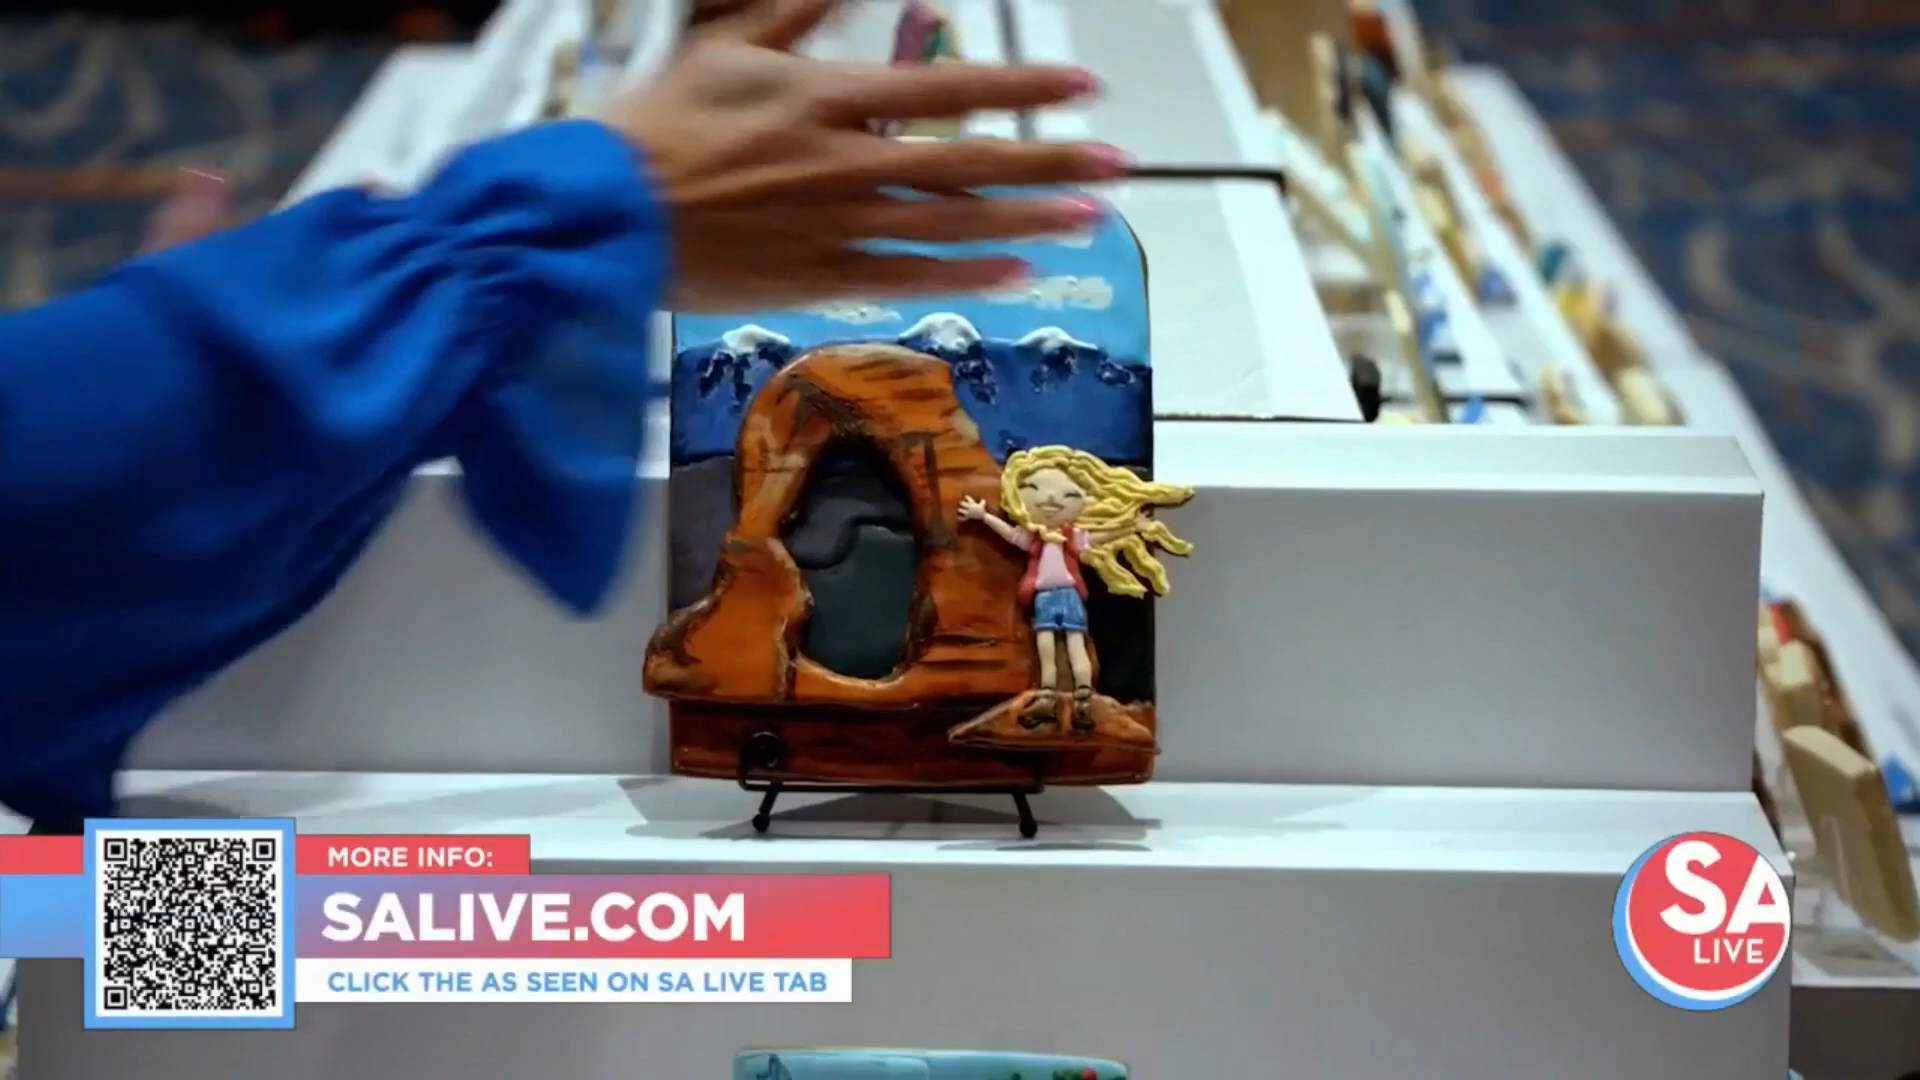 MORE INFO:
SALIVE.COM
CLICK THE AS SEEN ON SA LIVE TAB
SA
LIVE